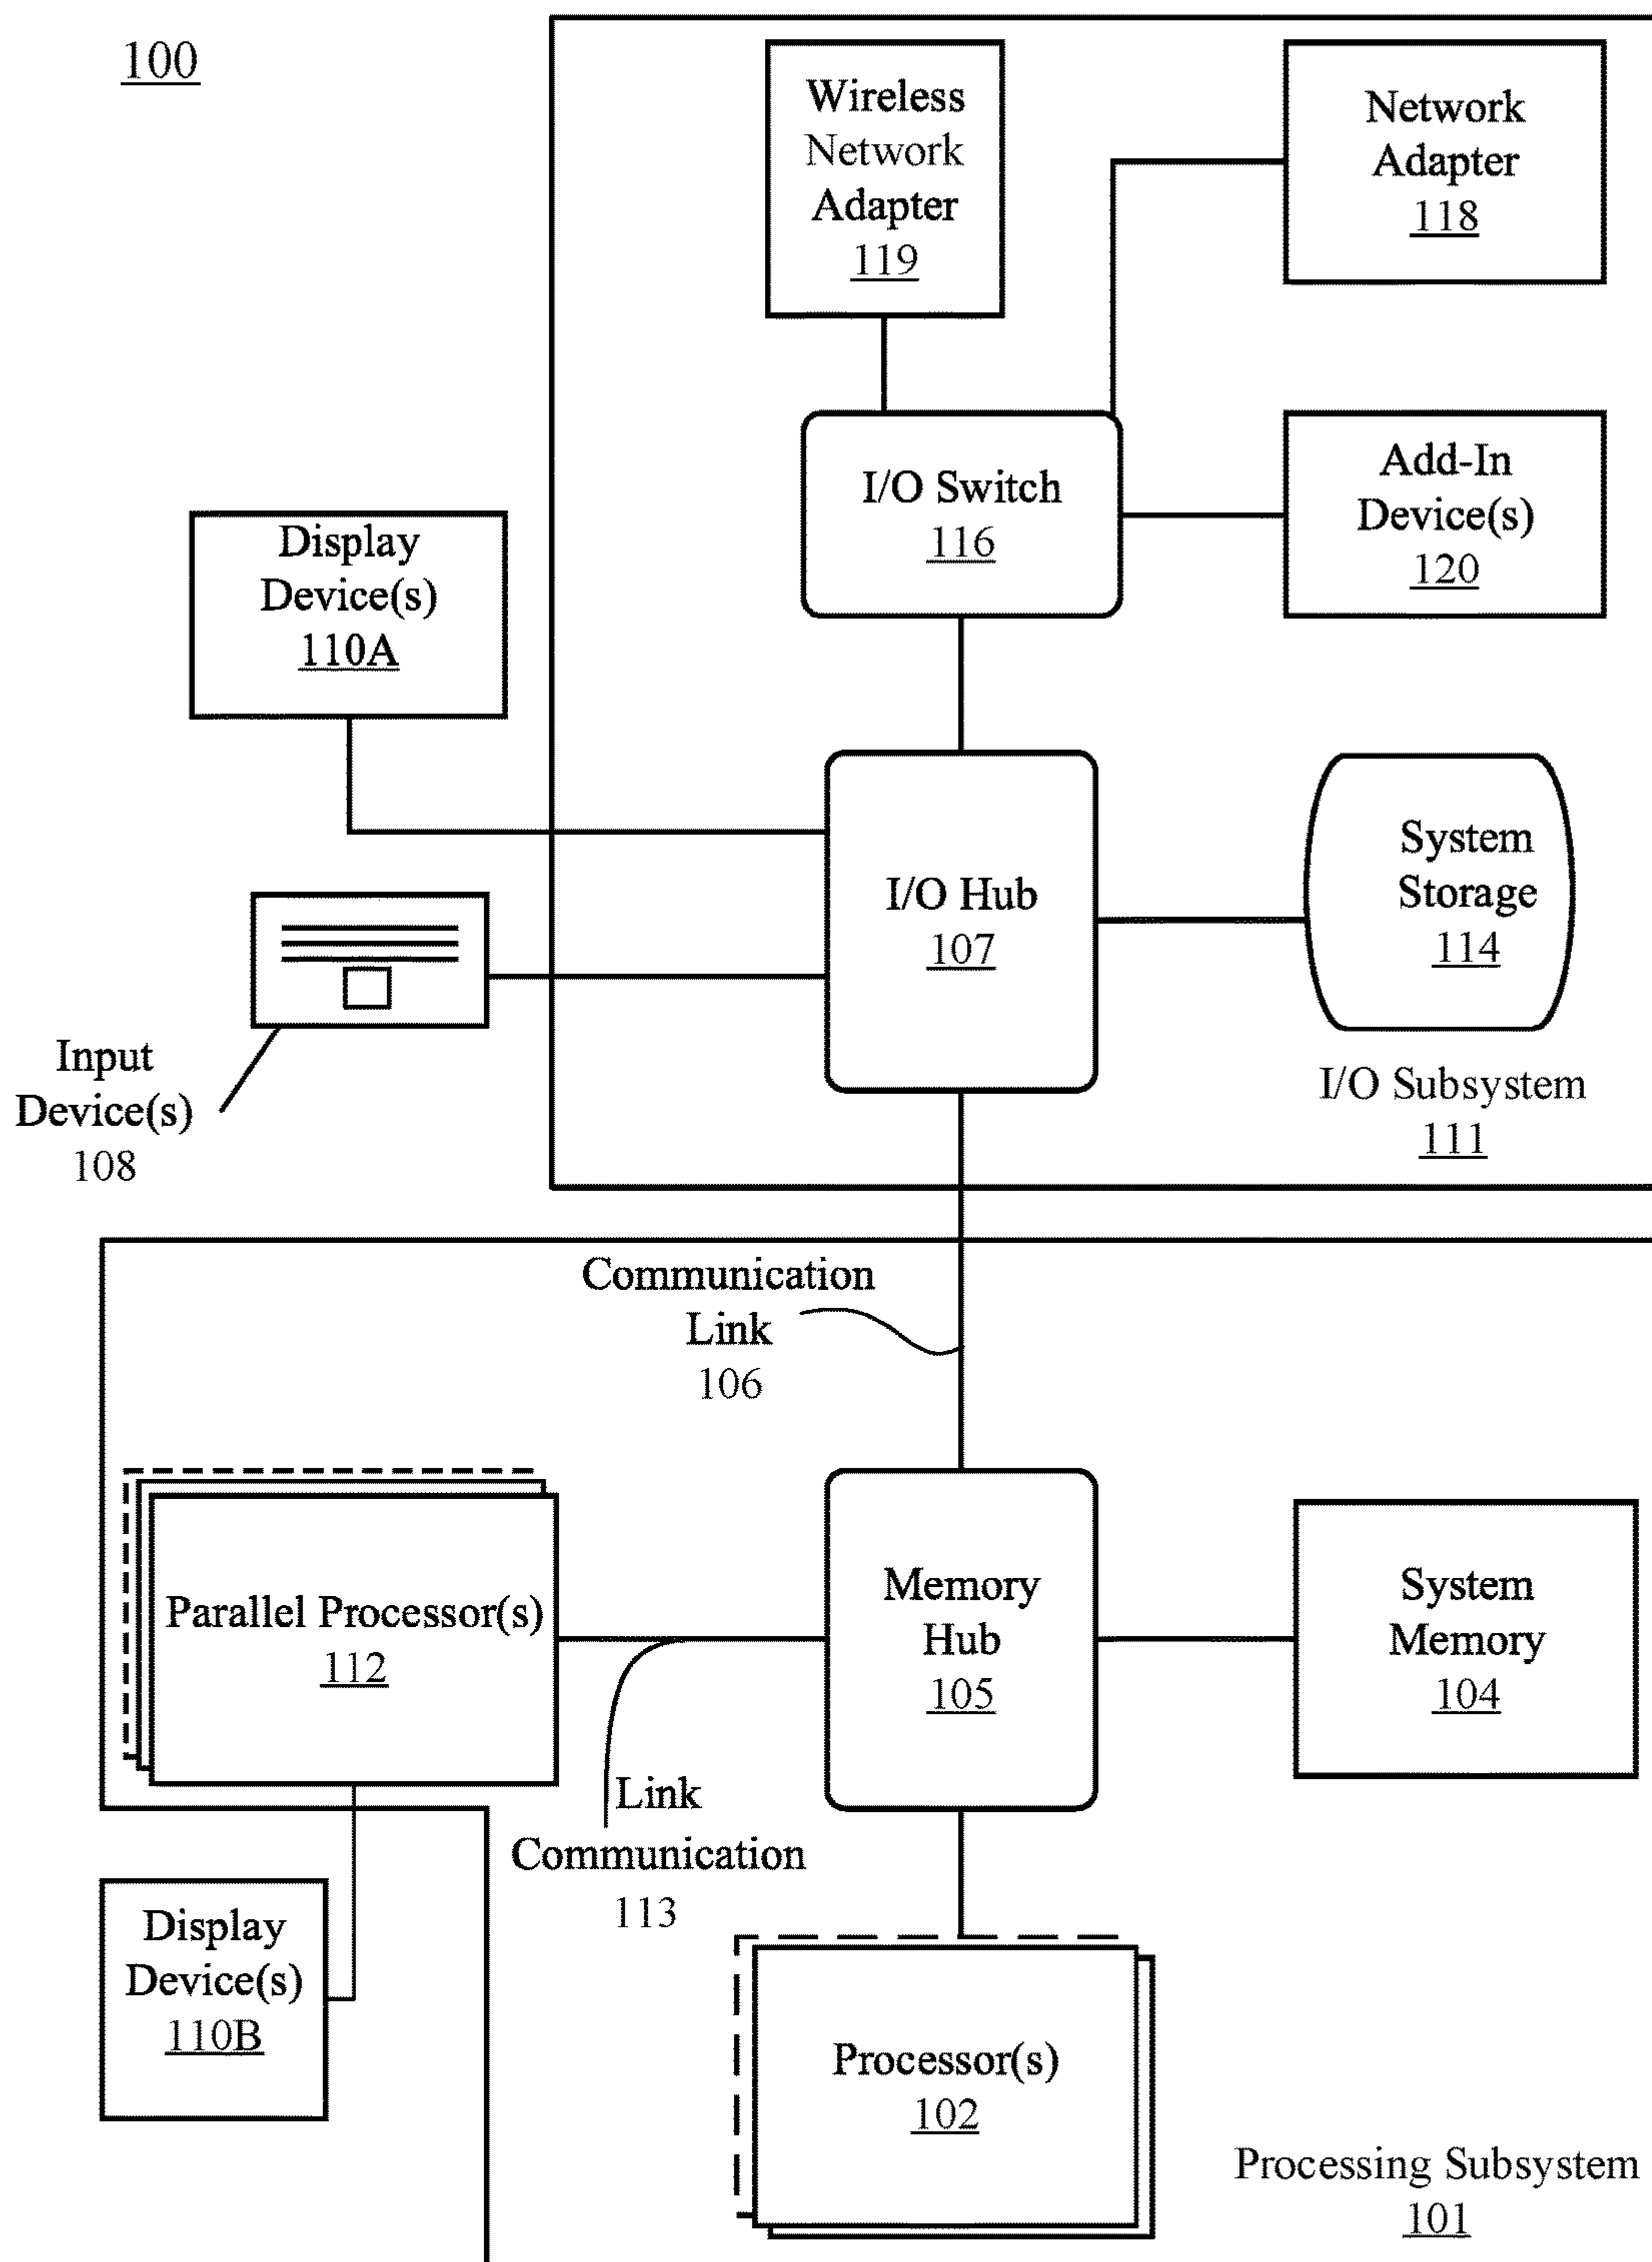 100
Wireless
Network
Adapter
119
Network
Adapter
118
I/O Switch
116
Add-In
Device(s)
120
Display
Device(s)
110A
I/O Hub
107
System
Storage
114
Input
Device(s)
108
I/O Subsystem
111
Communication
Link
106
Parallel Processor(s)
112
Memory
Hub
105
System
Memory
104
Link
Communication
113
Display
Device(s)
110B
Processor(s)
102
Processing Subsystem
101